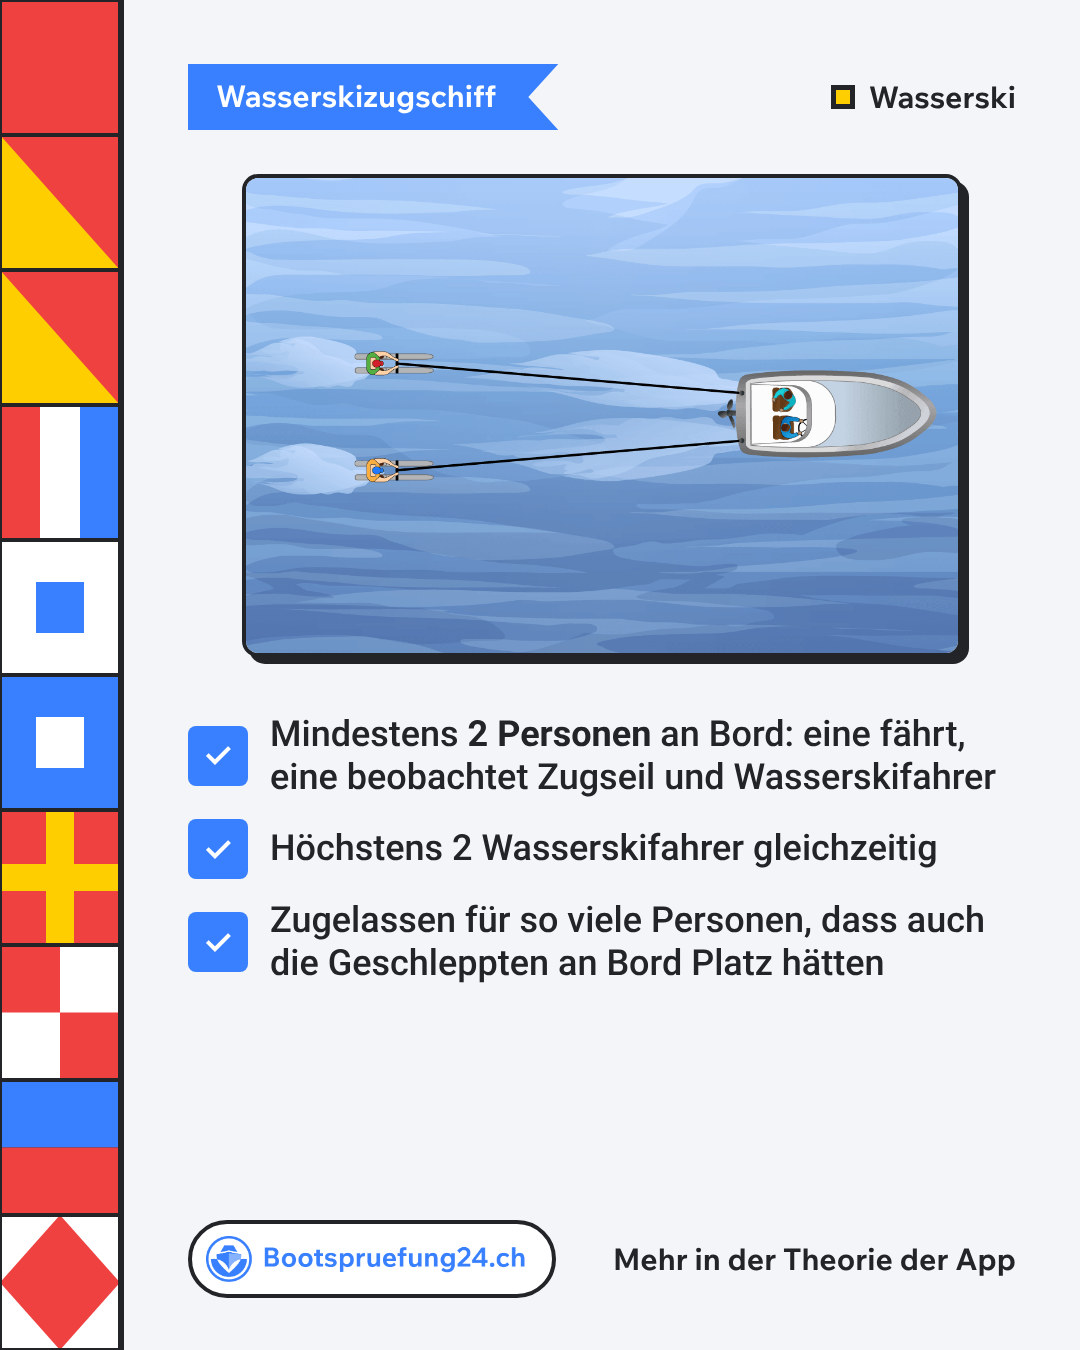 Wasserskizugschiff
Wasserski
Mindestens 2 Personen an Bord: eine fährt,
eine beobachtet Zugseil und Wasserskifahrer
Höchstens 2 Wasserskifahrer gleichzeitig
Zugelassen für so viele Personen, dass auch
die Geschleppten an Bord Platz hätten
Bootspruefung24.ch
Mehr in der Theorie der App